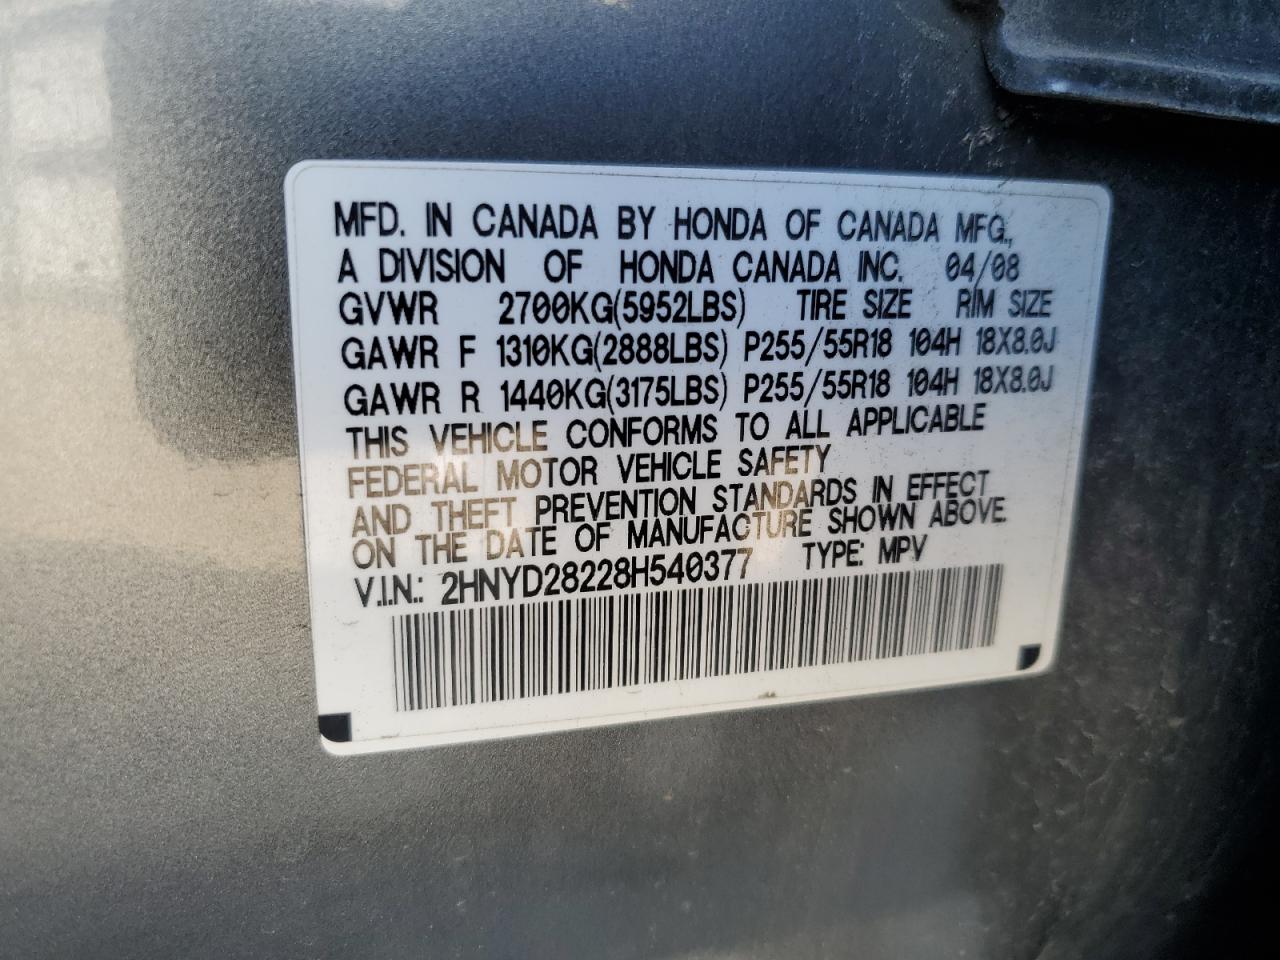 MFD. IN CANADA BY HONDA OF CANADA MFG.,
A DIVISION OF HONDA CANADA INC. 04/08
GVWR 2700KG(5952LBS) TIRE SIZE RIM SIZE
GAWR F 1310KG(2888LBS) P255/55R18 104H 18X8.0J
GAWR R 1440KG(3175LBS) P255/55R18 104H 18X8.0J
THIS VEHICLE CONFORMS TO ALL APPLICABLE
FEDERAL MOTOR VEHICLE SAFETY
AND THEFT PREVENTION STANDARDS IN EFFECT
ON THE DATE OF MANUFACTURE SHOWN ABOVE.
V.I.N.: 2HNYD28228H540377 TYPE: MPV